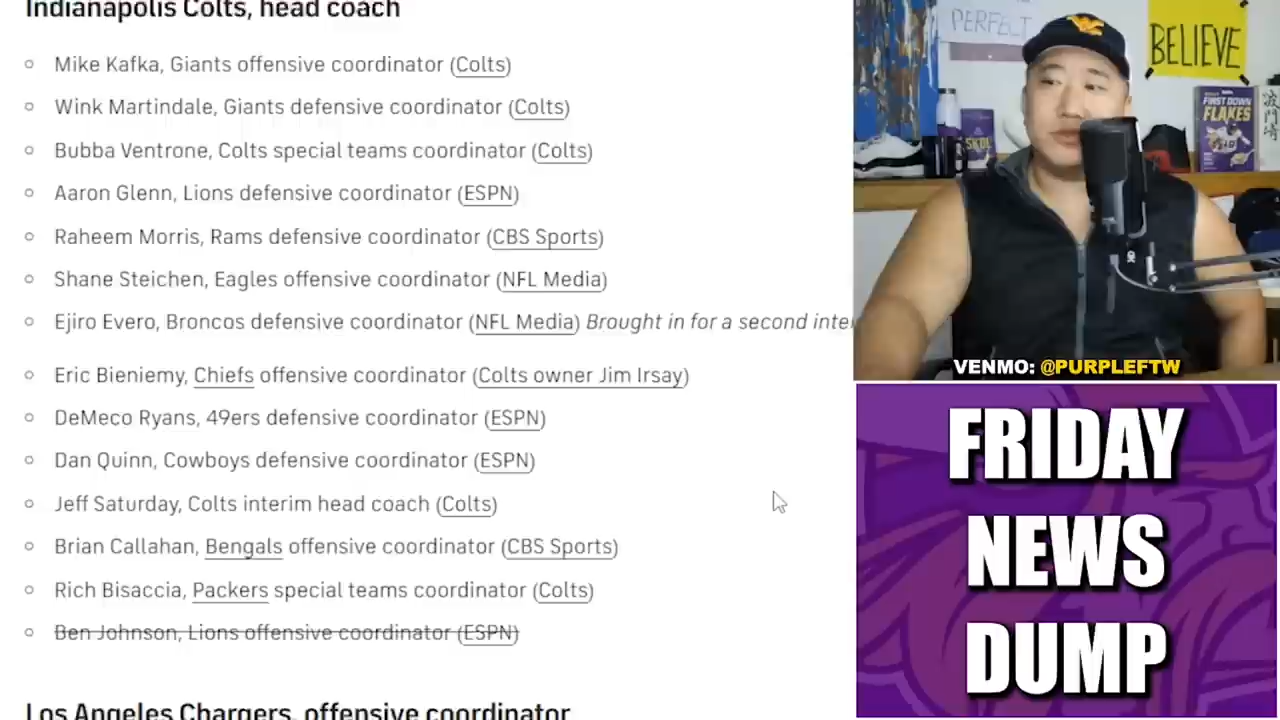 Indianapolis Colts, head coach
Mike Kafka, Giants offensive coordinator (Colts)
Wink Martindale, Giants defensive coordinator (Colts)
Bubba Ventrone, Colts special teams coordinator (Colts)
Aaron Glenn, Lions defensive coordinator (ESPN)
Raheem Morris, Rams defensive coordinator (CBS Sports)
Shane Steichen, Eagles offensive coordinator (NFL Media)
Ejiro Evero, Broncos defensive coordinator (NFL Media) Brought in for a second
Eric Bieniemy, Chiefs offensive coordinator (Colts owner Jim Irsay)
DeMeco Ryans, 49ers defensive coordinator (ESPN)
Dan Quinn, Cowboys defensive coordinator (ESPN)
Jeff Saturday, Colts interim head coach (Colts)
Brian Callahan, Bengals offensive coordinator (CBS Sports)
Rich Bisaccia, Packers special teams coordinator (Colts)
Ben Johnson, Lions offensive coordinator (ESPN)
Los Angeles Chargers, offensive coordinator
PERFECT
BELIEVE
SKOL
FIRST DOWN
FLAKES
VENMO: @PURPLEFTW
FRIDAY
NEWS
DUMP